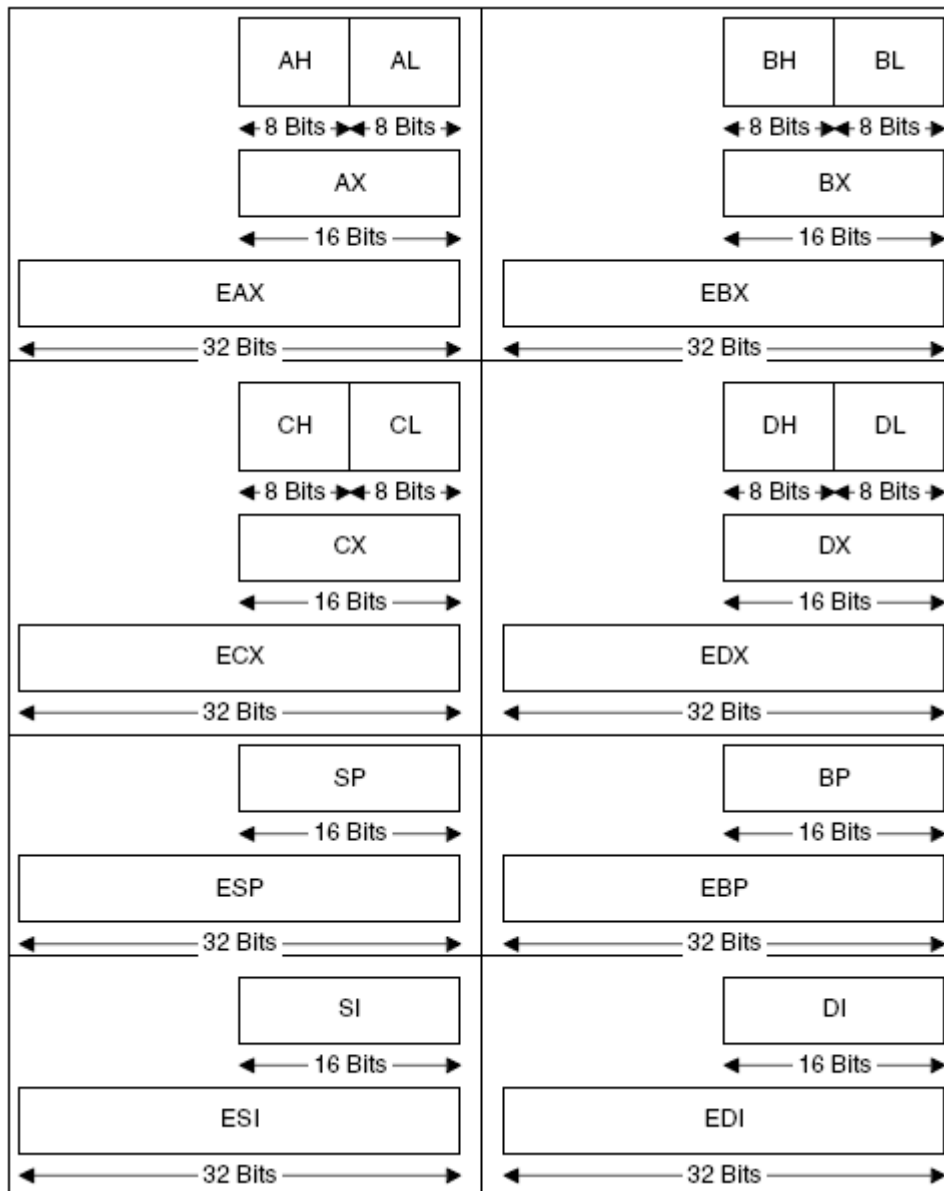 AH AL BH BL
8 Bits 8 Bits 8 Bits 8 Bits
AX BX
16 Bits 16 Bits
EAX EBX
32 Bits 32 Bits
CH CL DH DL
8 Bits 8 Bits 8 Bits 8 Bits
CX DX
16 Bits 16 Bits
ECX EDX
32 Bits 32 Bits
SP BP
16 Bits 16 Bits
ESP EBP
32 Bits 32 Bits
SI DI
16 Bits 16 Bits
ESI EDI
32 Bits 32 Bits